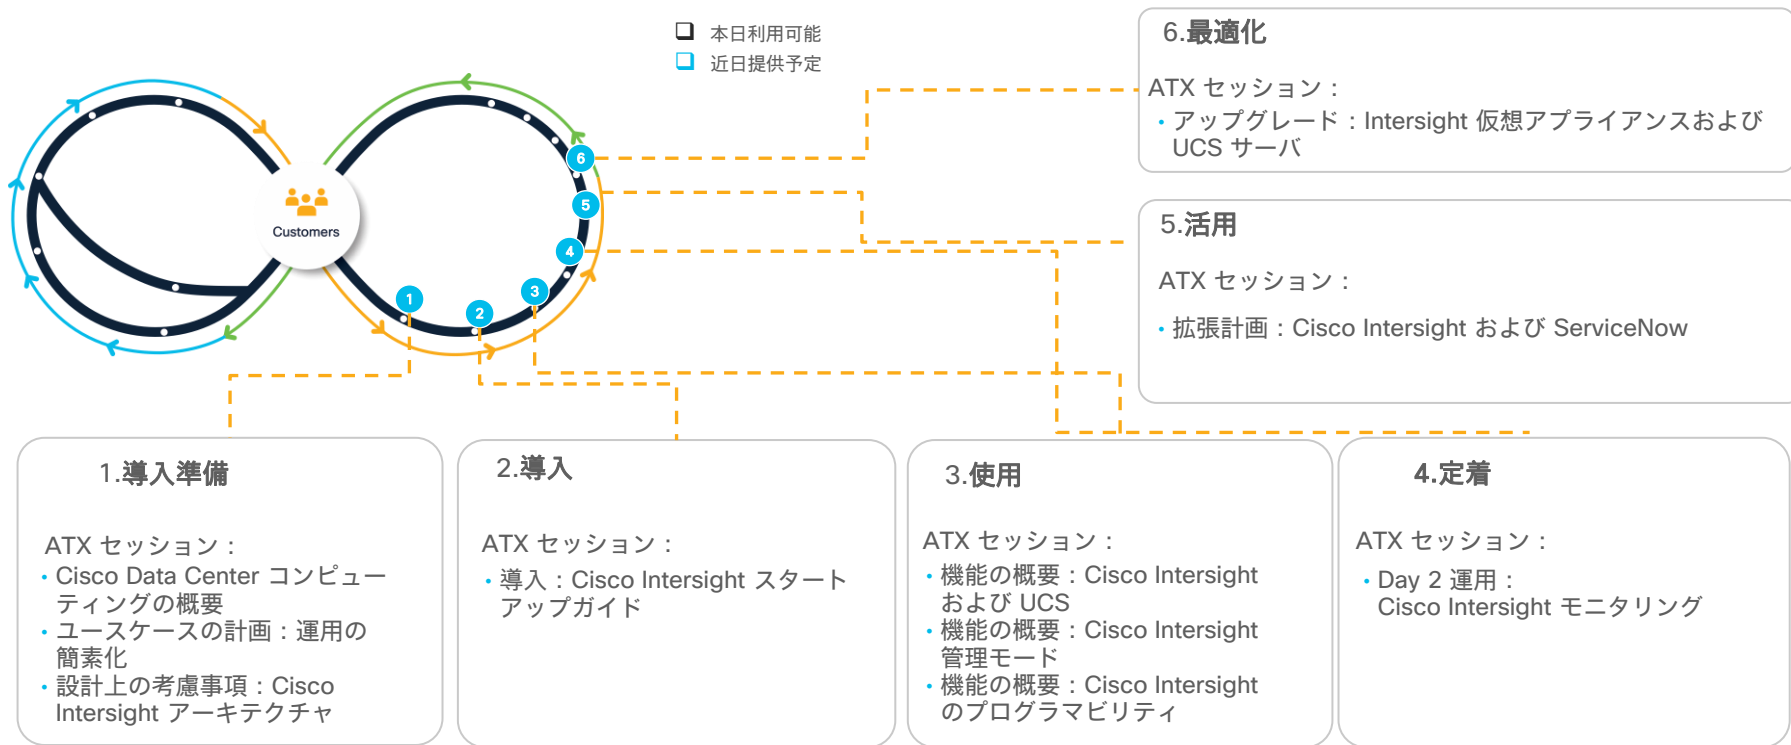 本日利用可能
近日提供予定
Customers
1
2
3
4
5
6
6.最適化
ATX セッション：
・アップグレード：Intersight 仮想アプライアンスおよび
UCS サーバ
5.活用
ATX セッション：
・拡張計画：Cisco Intersight および ServiceNow
1.導入準備
ATX セッション：
・Cisco Data Center コンピュー
ティングの概要
・ユースケースの計画：運用の
簡素化
・設計上の考慮事項：Cisco
Intersight アーキテクチャ
2.導入
ATX セッション：
・導入：Cisco Intersight スタート
アップガイド
3.使用
ATX セッション：
・機能の概要：Cisco Intersight
および UCS
・機能の概要：Cisco Intersight
管理モード
・機能の概要：Cisco Intersight
のプログラマビリティ
4.定着
ATX セッション：
・Day 2 運用：
Cisco Intersight モニタリング